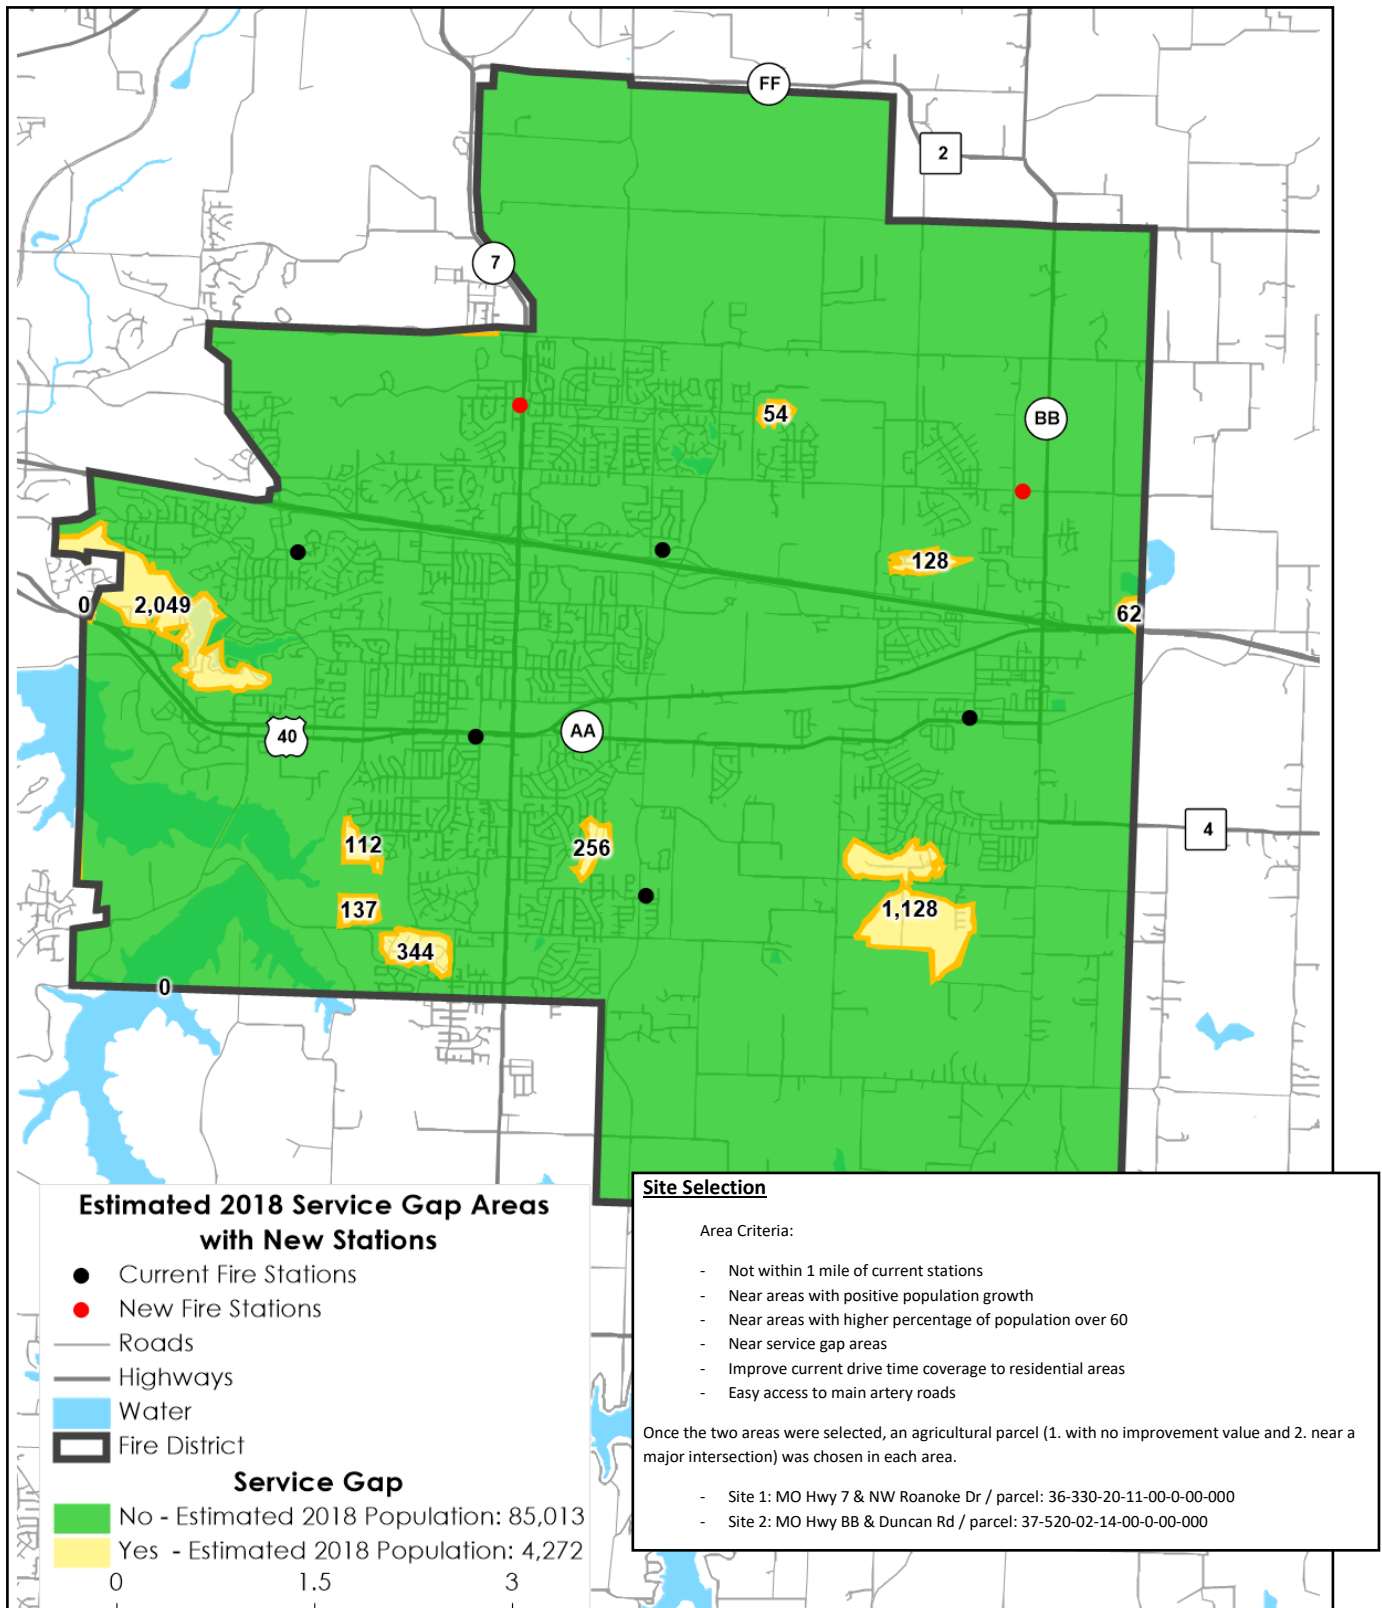 FF
2
7
54
BB
128
0
2,049
62
40
AA
4
112
256
137
1,128
344
0
Estimated 2018 Service Gap Areas
with New Stations
Current Fire Stations
New Fire Stations
Roads
Highways
Water
Fire District
Service Gap
No - Estimated 2018 Population: 85,013
Yes - Estimated 2018 Population: 4,272
0 1.5 3
Site Selection
Area Criteria:
- Not within 1 mile of current stations
- Near areas with positive population growth
- Near areas with higher percentage of population over 60
- Near service gap areas
- Improve current drive time coverage to residential areas
- Easy access to main artery roads
Once the two areas were selected, an agricultural parcel (1. with no improvement value and 2. near a
major intersection) was chosen in each area.
- Site 1: MO Hwy 7 & NW Roanoke Dr / parcel: 36-330-20-11-00-0-00-000
- Site 2: MO Hwy BB & Duncan Rd / parcel: 37-520-02-14-00-0-00-000